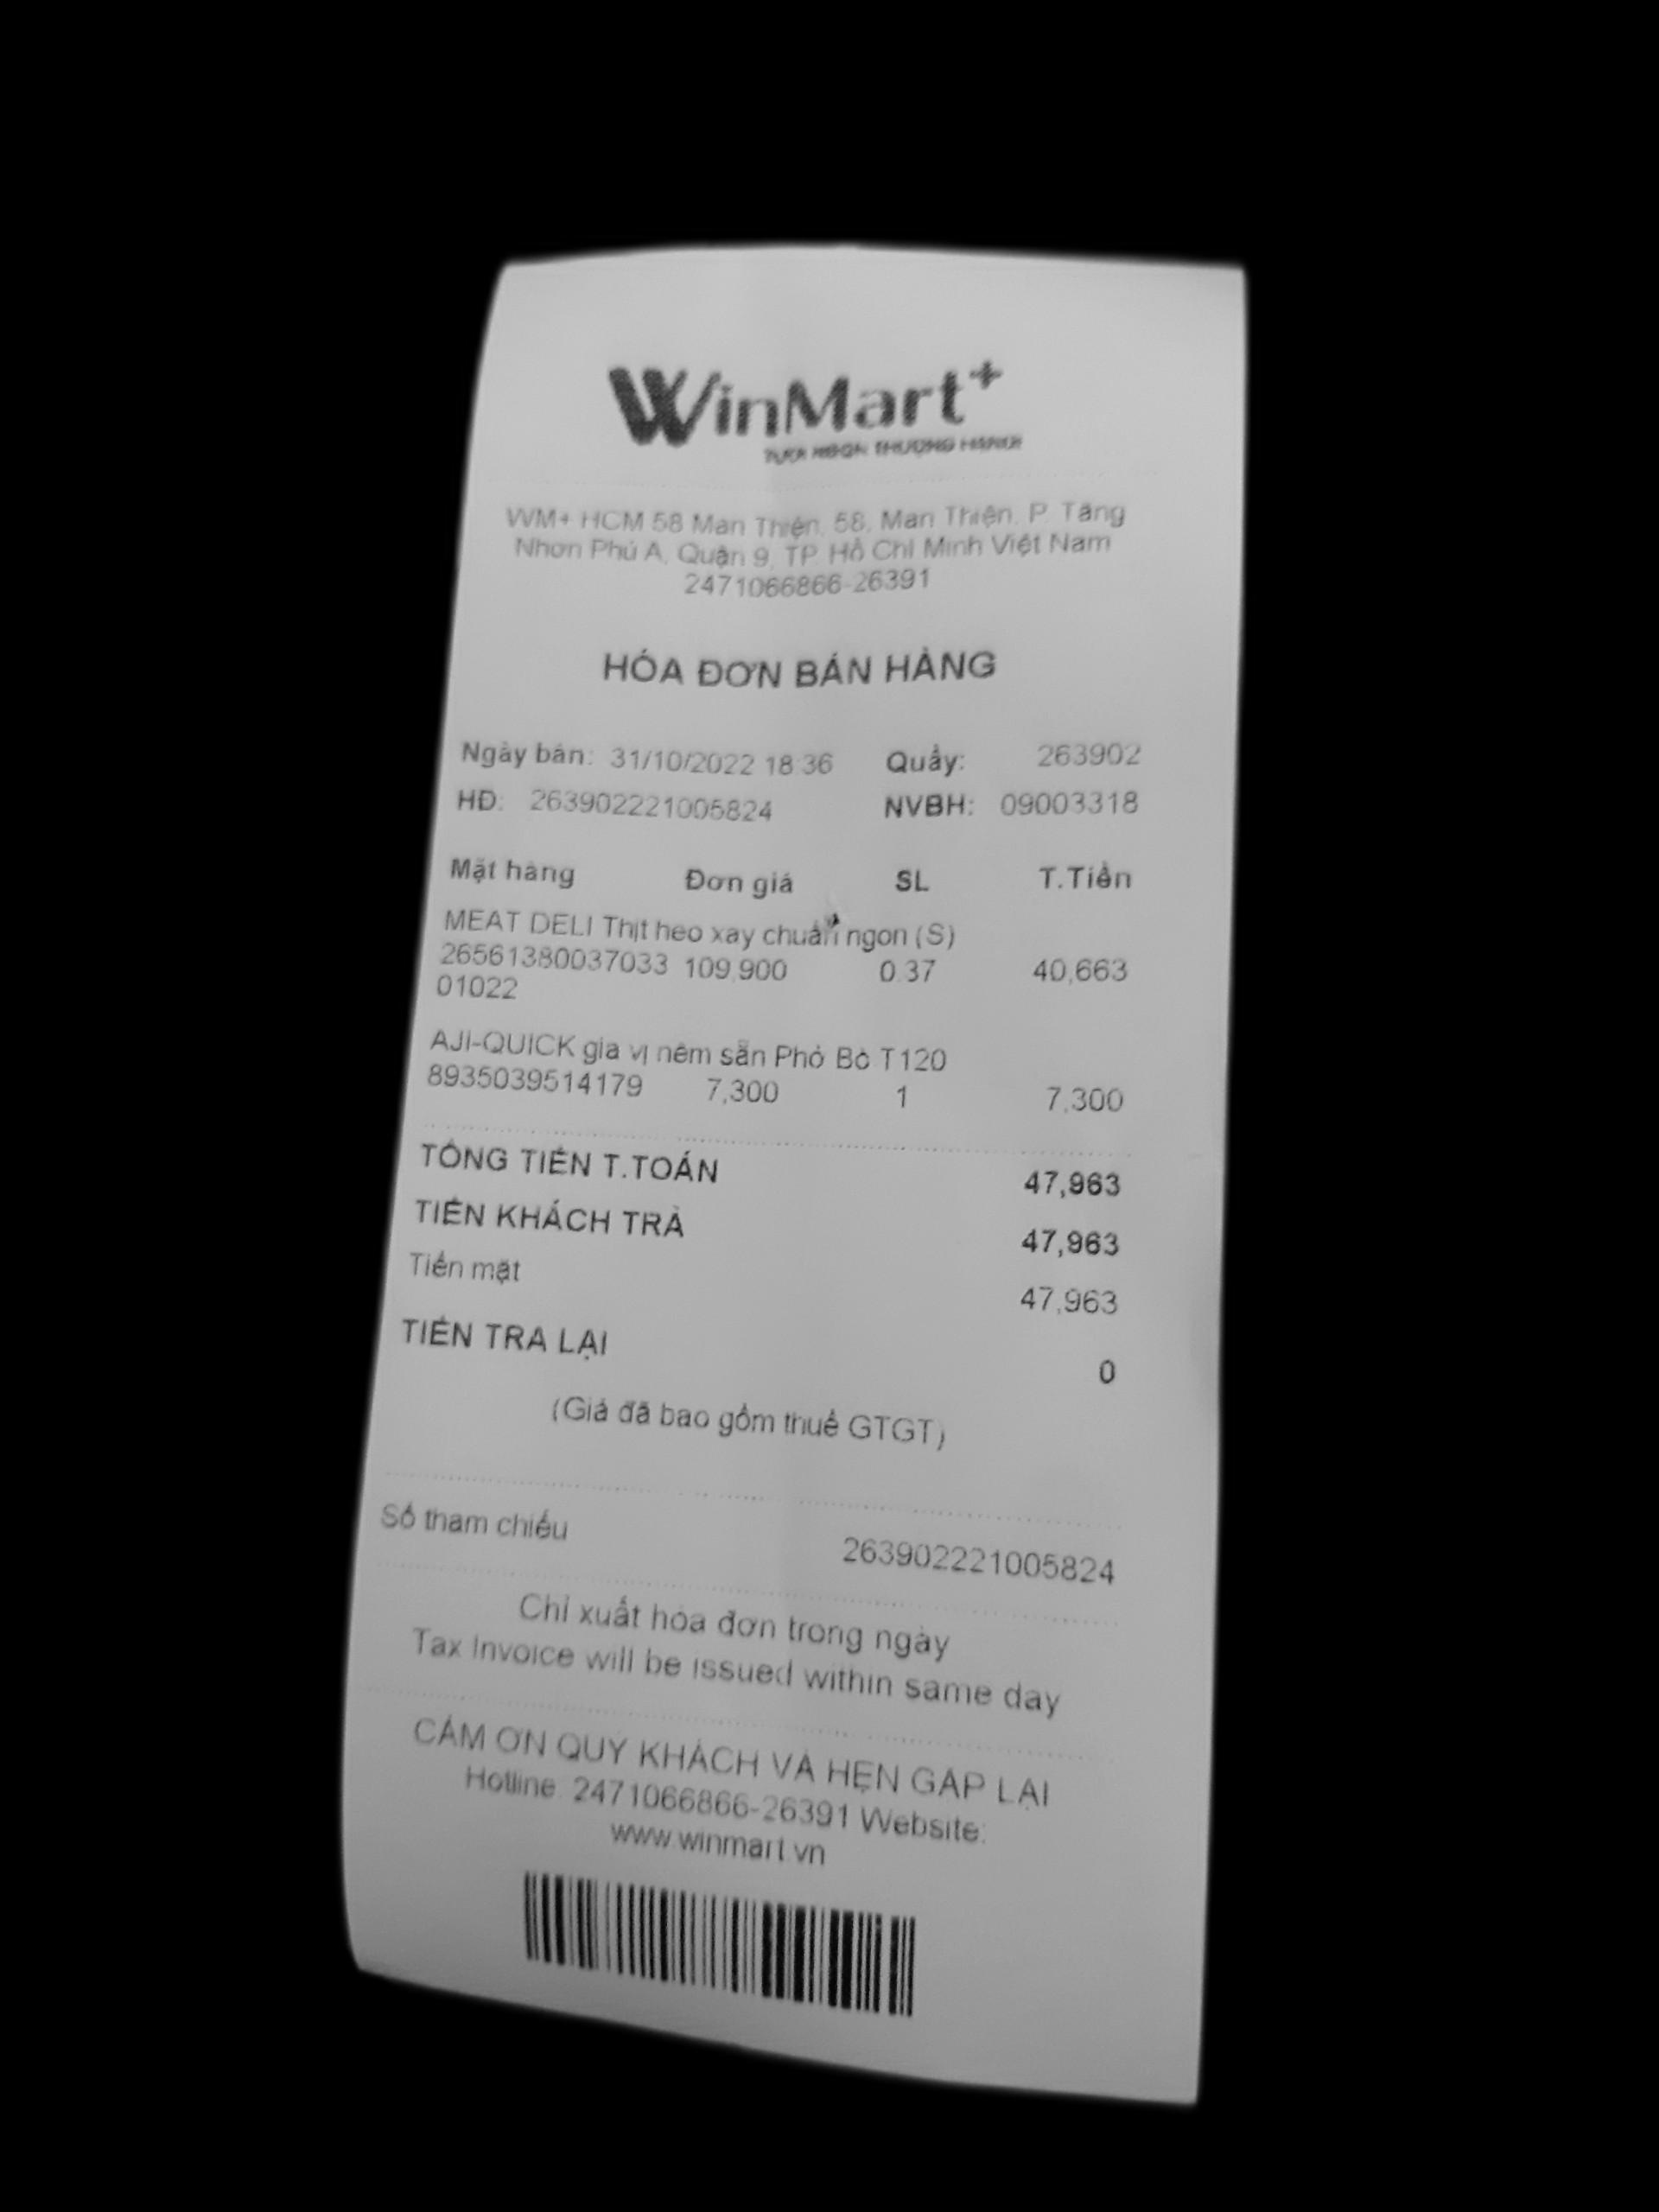 WinMart+
TƯƠI NGON THƯỢNG HẠNG
WM+ HCM 58 Man Thiện, 58, Man Thiện, P. Tăng
Nhơn Phú A, Quận 9, TP. Hồ Chí Minh Việt Nam
2471066866-26391
HÓA ĐƠN BÁN HÀNG
Ngày bán: 31/10/2022 18:36 Quầy: 263902
HĐ: 263902221005824 NVBH: 09003318
Mặt hàng Đơn giá SL T.Tiền
MEAT DELI Thịt heo xay chuẩn ngon (S)
26561380037033 109,900 0.37 40,663
01022
AJI-QUICK gia vị nêm sẵn Phở Bò T120
8935039514179 7,300 1 7,300
TỔNG TIỀN T.TOÁN 47,963
TIỀN KHÁCH TRẢ 47,963
Tiền mặt 47,963
TIỀN TRẢ LẠI 0
(Giá đã bao gồm thuế GTGT)
Số tham chiếu 263902221005824
Chỉ xuất hóa đơn trong ngày
Tax Invoice will be issued within same day
CẢM ƠN QUÝ KHÁCH VÀ HẸN GẶP LẠI
Hotline: 2471066866-26391 Website:
www.winmart.vn